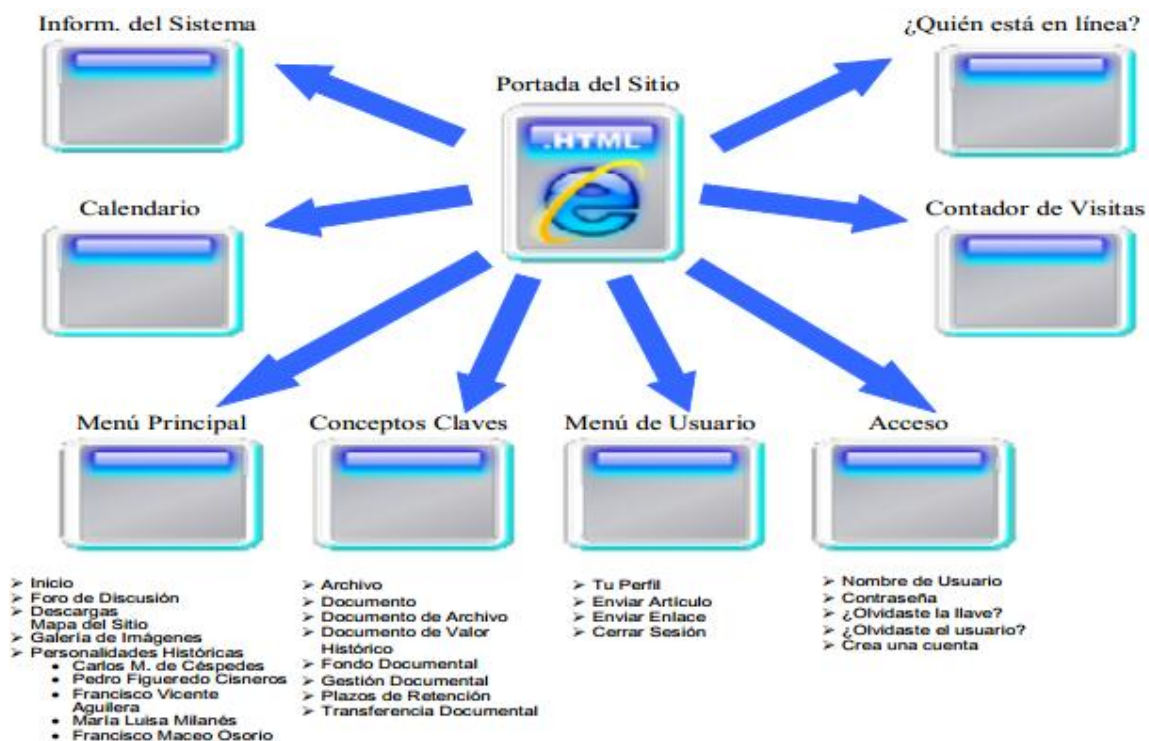 Inform. del Sistema
¿Quién está en línea?
Portada del Sitio
.HTML
Calendario
Contador de Visitas
Menú Principal
Conceptos Claves
Menú de Usuario
Acceso
➢ Inicio
➢ Foro de Discusión
➢ Descargas
Mapa del Sitio
➢ Galería de Imágenes
➢ Personalidades Históricas
• Carlos M. de Céspedes
• Pedro Figueredo Cisneros
• Francisco Vicente
Aguilera
• María Luisa Milanés
• Francisco Maceo Osorio
➢ Archivo
➢ Documento
➢ Documento de Archivo
➢ Documento de Valor
Histórico
➢ Fondo Documental
➢ Gestión Documental
➢ Plazos de Retención
➢ Transferencia Documental
➢ Tu Perfil
➢ Enviar Artículo
➢ Enviar Enlace
➢ Cerrar Sesión
➢ Nombre de Usuario
➢ Contraseña
➢ ¿Olvidaste la llave?
➢ ¿Olvidaste el usuario?
➢ Crea una cuenta